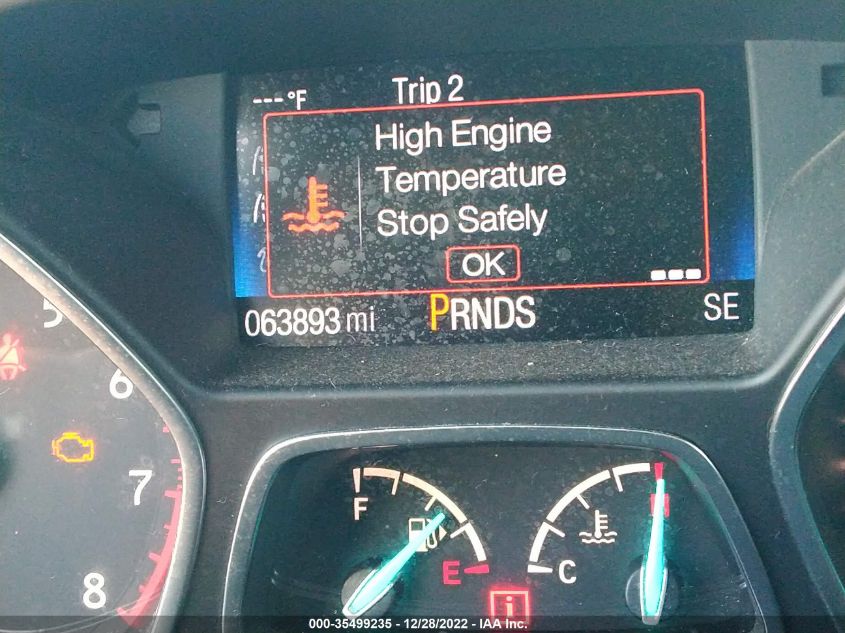 ---°F Trip 2
High Engine
Temperature
Stop Safely
OK
063893 mi PRNDS SE
5
6
7
8
F
E
H
C
i
000-35499235 - 12/28/2022 - IAA Inc.